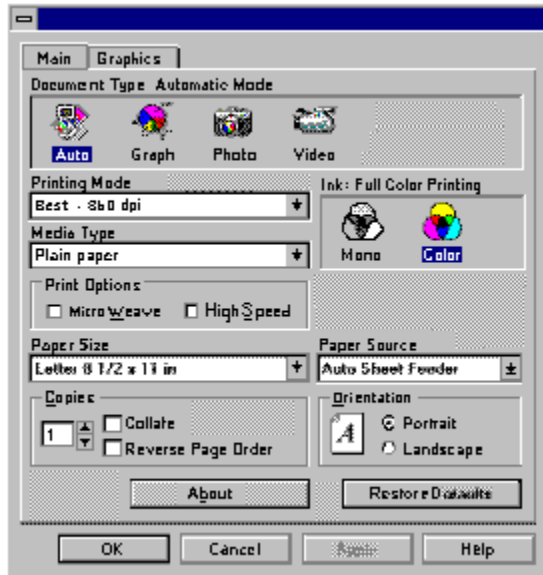 Main Graphics
Document Type Automatic Mode
Auto Graph Photo Video
Printing Mode
Best - 360 dpi
Ink: Full Color Printing
Mono Color
Media Type
Plain paper
Print Options
MicroWeave High Speed
Paper Size
Letter 8 1/2 x 11 in
Paper Source
Auto Sheet Feeder
Copies
1
Collate
Reverse Page Order
Orientation
A
Portrait
Landscape
About Restore Defaults
OK Cancel Apply Help